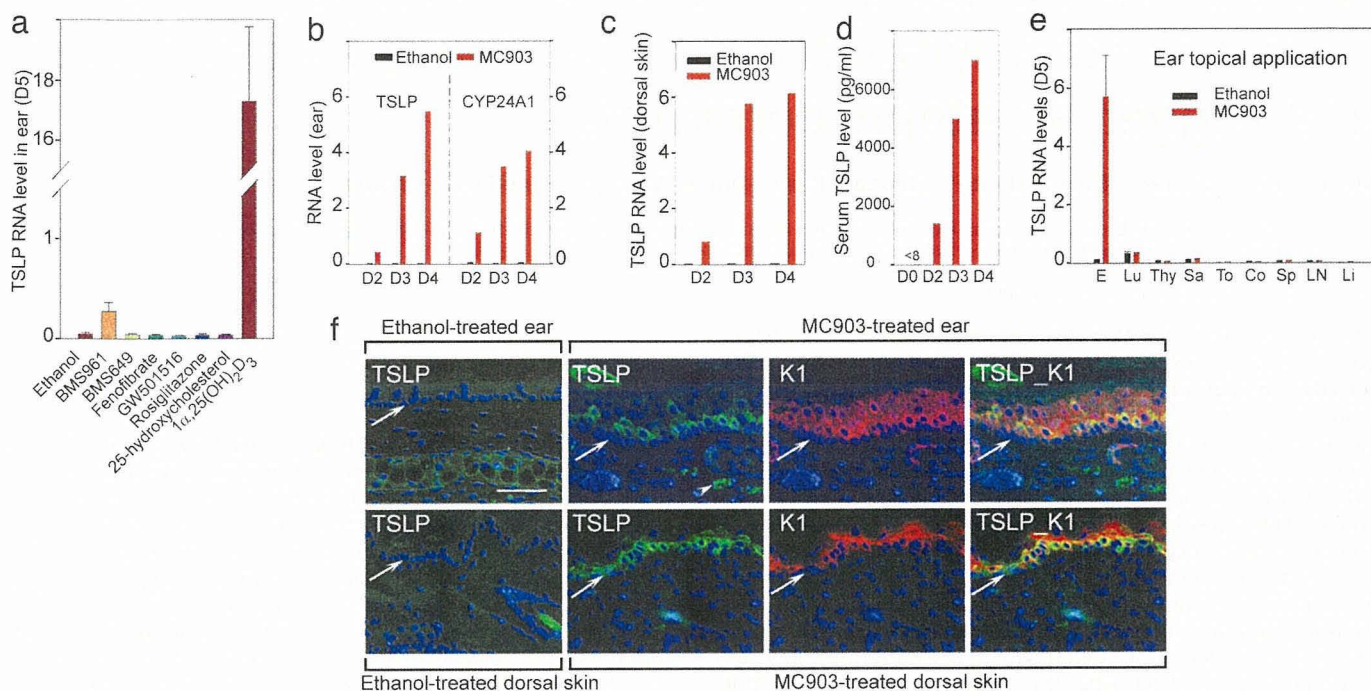 a
TSLP RNA level in ear (D5)
18
16
1
0
Ethanol
BMS961
BMS649
Fenofibrate
GW501516
Rosiglitazone
25-hydroxycholesterol
1α,25(OH)₂D₃
b
Ethanol MC903
RNA level (ear)
TSLP CYP24A1
6 6
4 4
2 2
0 0
D2 D3 D4 D2 D3 D4
c
Ethanol
MC903
TSLP RNA level (dorsal skin)
6
4
2
0
D2 D3 D4
d
Serum TSLP level (pg/ml)
6000
4000
2000
0
<8
D0 D2 D3 D4
e
Ear topical application
Ethanol
MC903
TSLP RNA levels (D5)
6
4
2
0
E Lu Thy Sa To Co Sp LN Li
f
Ethanol-treated ear MC903-treated ear
TSLP TSLP K1 TSLP_K1
TSLP TSLP K1 TSLP_K1
Ethanol-treated dorsal skin MC903-treated dorsal skin